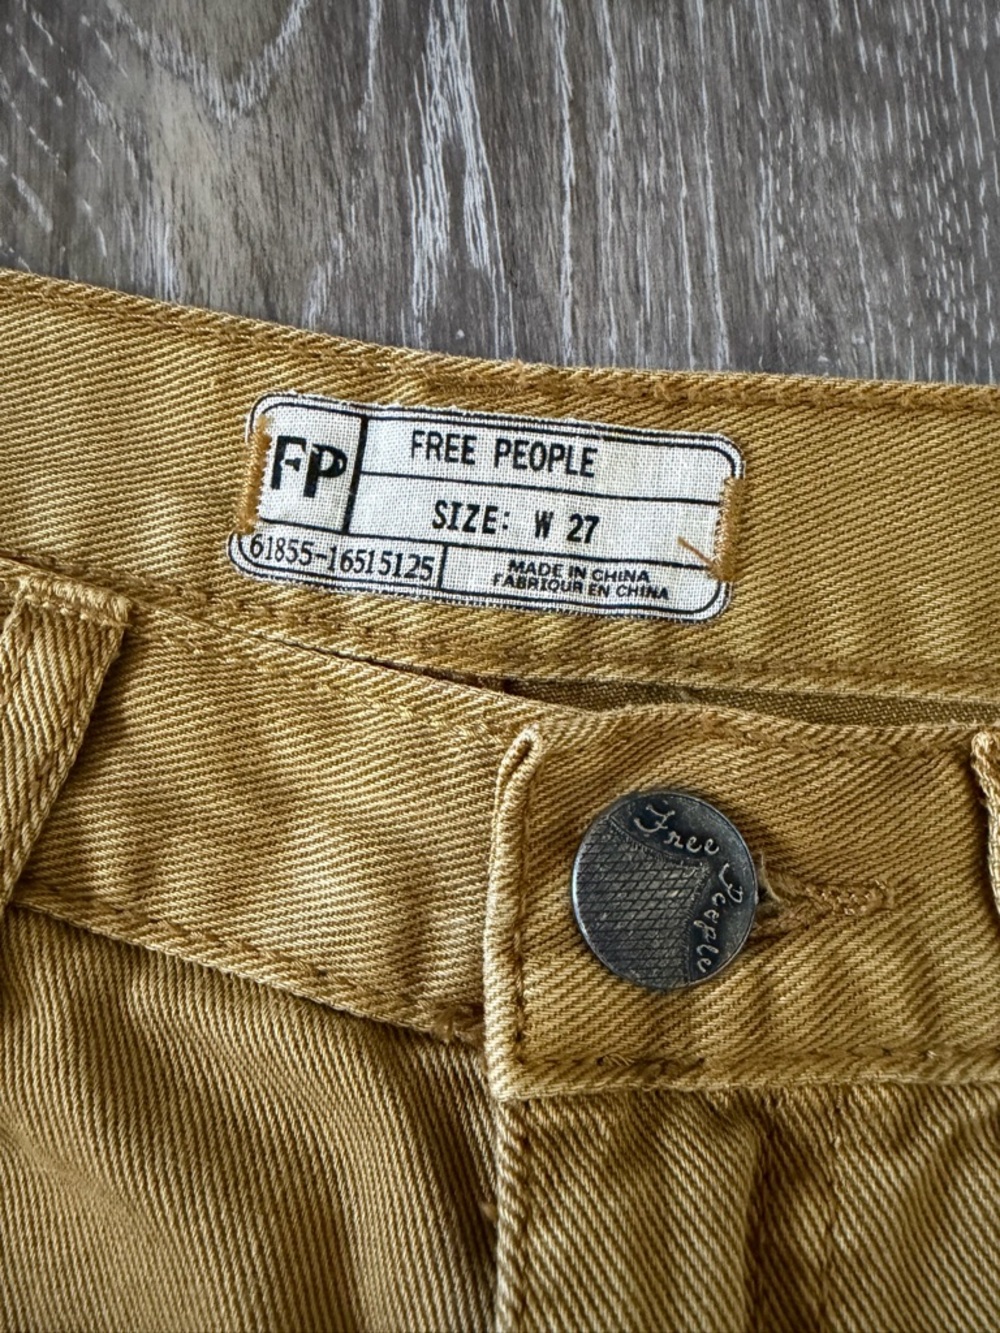 FP
FREE PEOPLE
SIZE: W 27
61855-16515125
MADE IN CHINA
FABRIQUR EN CHINA
Free People